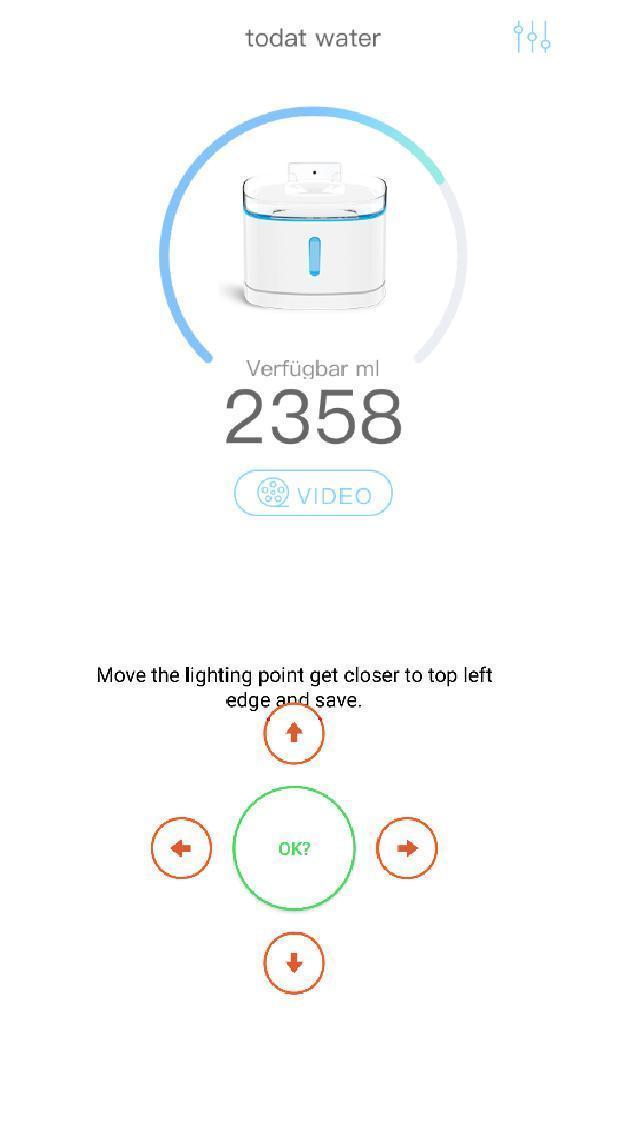 todat water
Verfügbar ml
2358
VIDEO
Move the lighting point get closer to top left
edge and save.
OK?